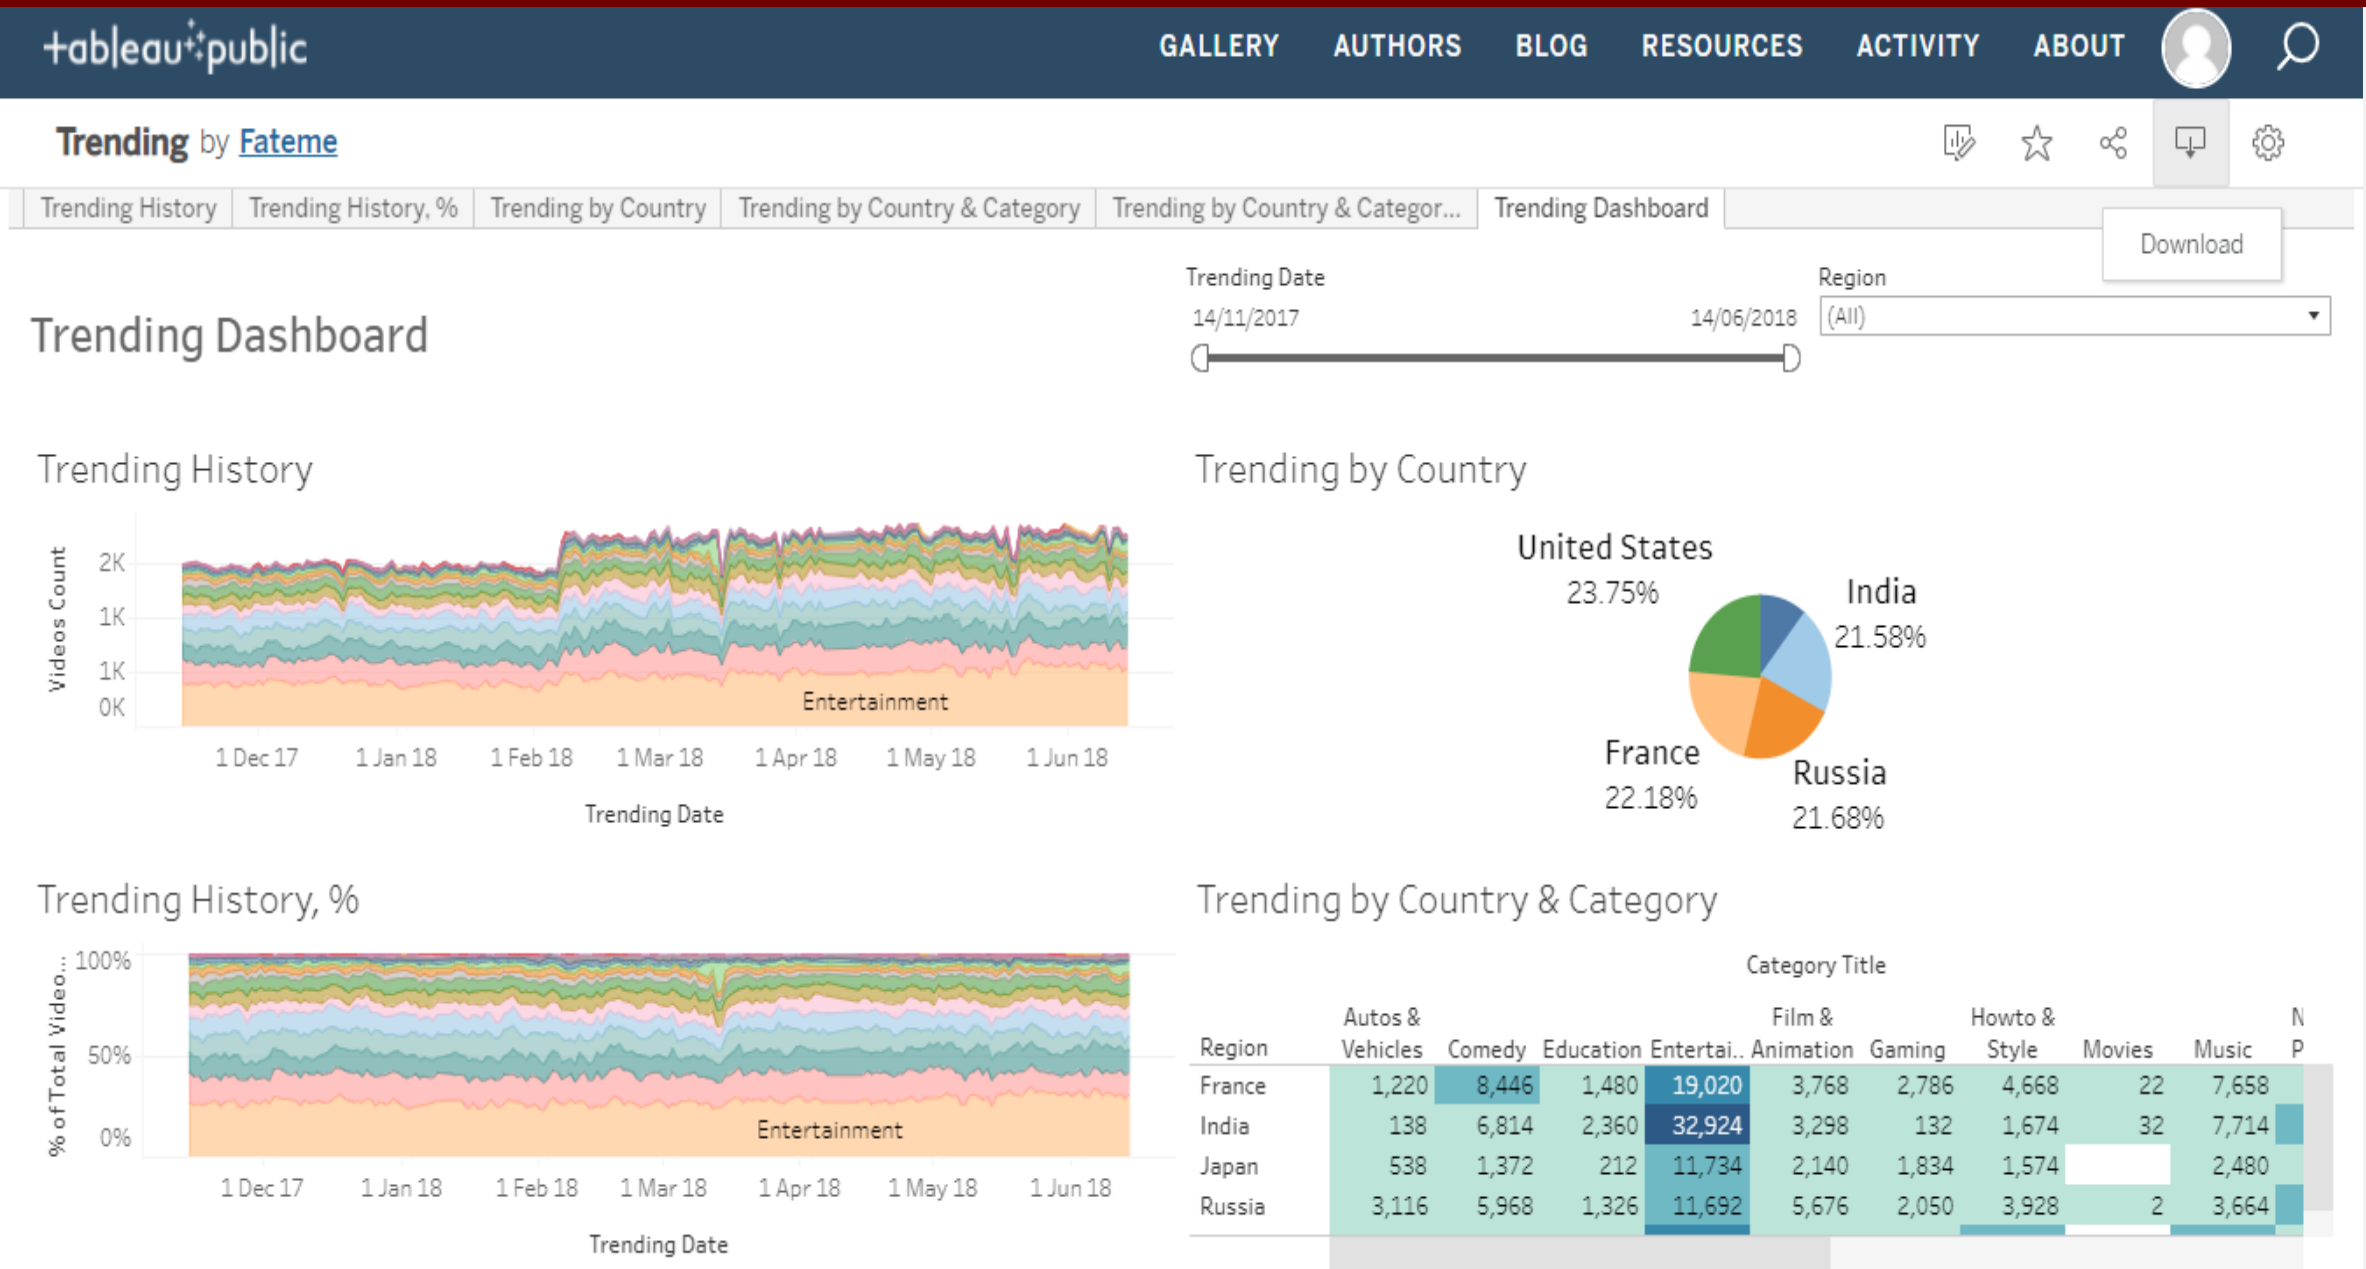 tableau public
GALLERY AUTHORS BLOG RESOURCES ACTIVITY ABOUT
Trending by Fateme
Trending History Trending History, % Trending by Country Trending by Country & Category Trending by Country & Categor... Trending Dashboard
Download
Trending Dashboard
Trending Date
14/11/2017 14/06/2018
Region
(All)
Trending History
Videos Count
2K
1K
1K
0K
Entertainment
1 Dec 17 1 Jan 18 1 Feb 18 1 Mar 18 1 Apr 18 1 May 18 1 Jun 18
Trending Date
Trending by Country
United States
23.75%
India
21.58%
France
22.18%
Russia
21.68%
Trending History, %
% of Total Video...
100%
50%
0%
Entertainment
1 Dec 17 1 Jan 18 1 Feb 18 1 Mar 18 1 Apr 18 1 May 18 1 Jun 18
Trending Date
Trending by Country & Category
Category Title
Autos & Film & Howto & N
Region Vehicles Comedy Education Entertai.. Animation Gaming Style Movies Music P
France 1,220 8,446 1,480 19,020 3,768 2,786 4,668 22 7,658
India 138 6,814 2,360 32,924 3,298 132 1,674 32 7,714
Japan 538 1,372 212 11,734 2,140 1,834 1,574 2,480
Russia 3,116 5,968 1,326 11,692 5,676 2,050 3,928 2 3,664